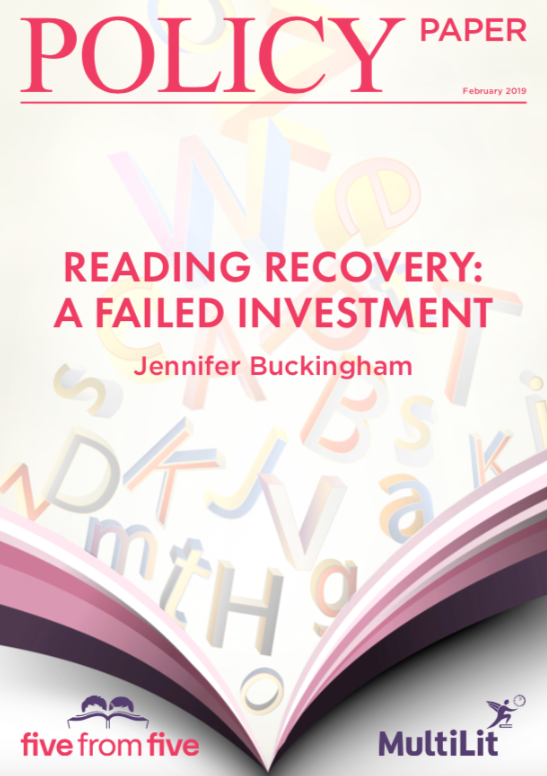 POLICY PAPER
February 2019
READING RECOVERY:
A FAILED INVESTMENT
Jennifer Buckingham
five from five
MultiLit